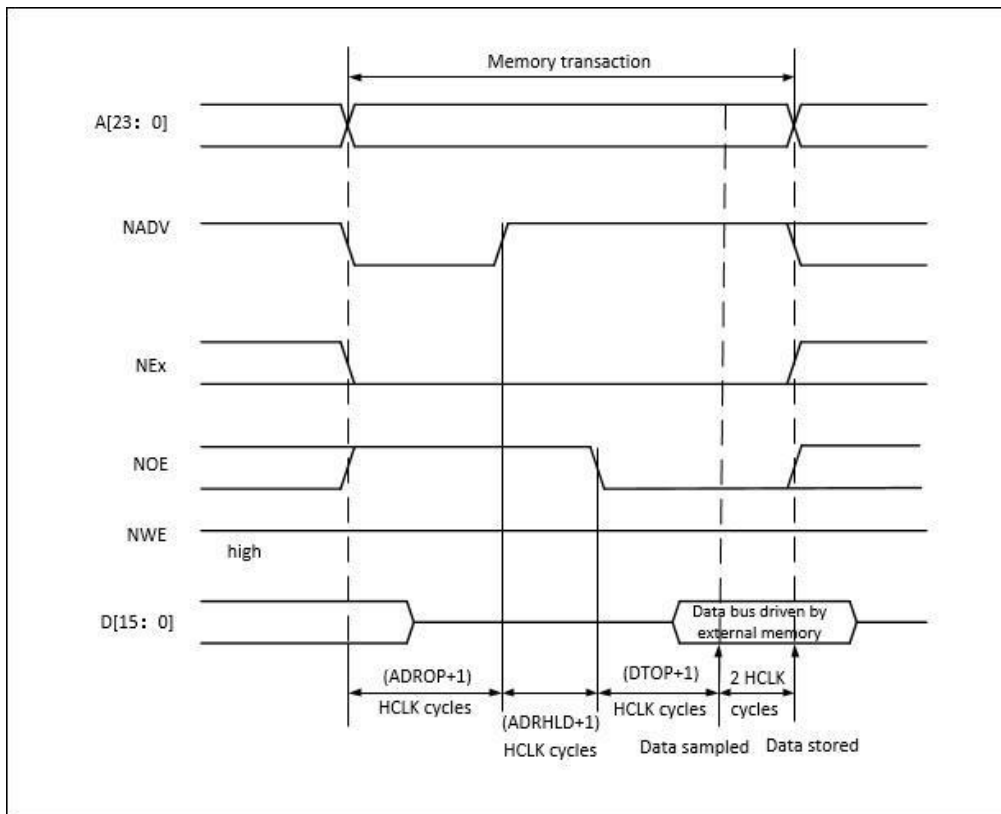 Memory transaction
A[23: 0]
NADV
NEx
NOE
NWE
high
D[15: 0]
Data bus driven by
external memory
(ADROP+1)
HCLK cycles
(ADRHLD+1)
HCLK cycles
(DTOP+1)
HCLK cycles
2 HCLK
cycles
Data sampled
Data stored